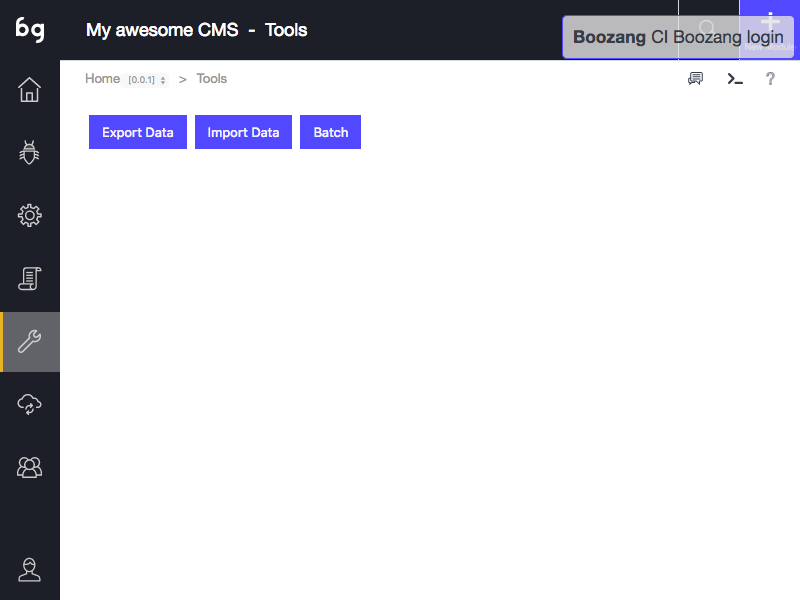 bg
My awesome CMS - Tools
Boozang CI Boozang login
New Module
Home [0.0.1] > Tools
?
Export Data
Import Data
Batch